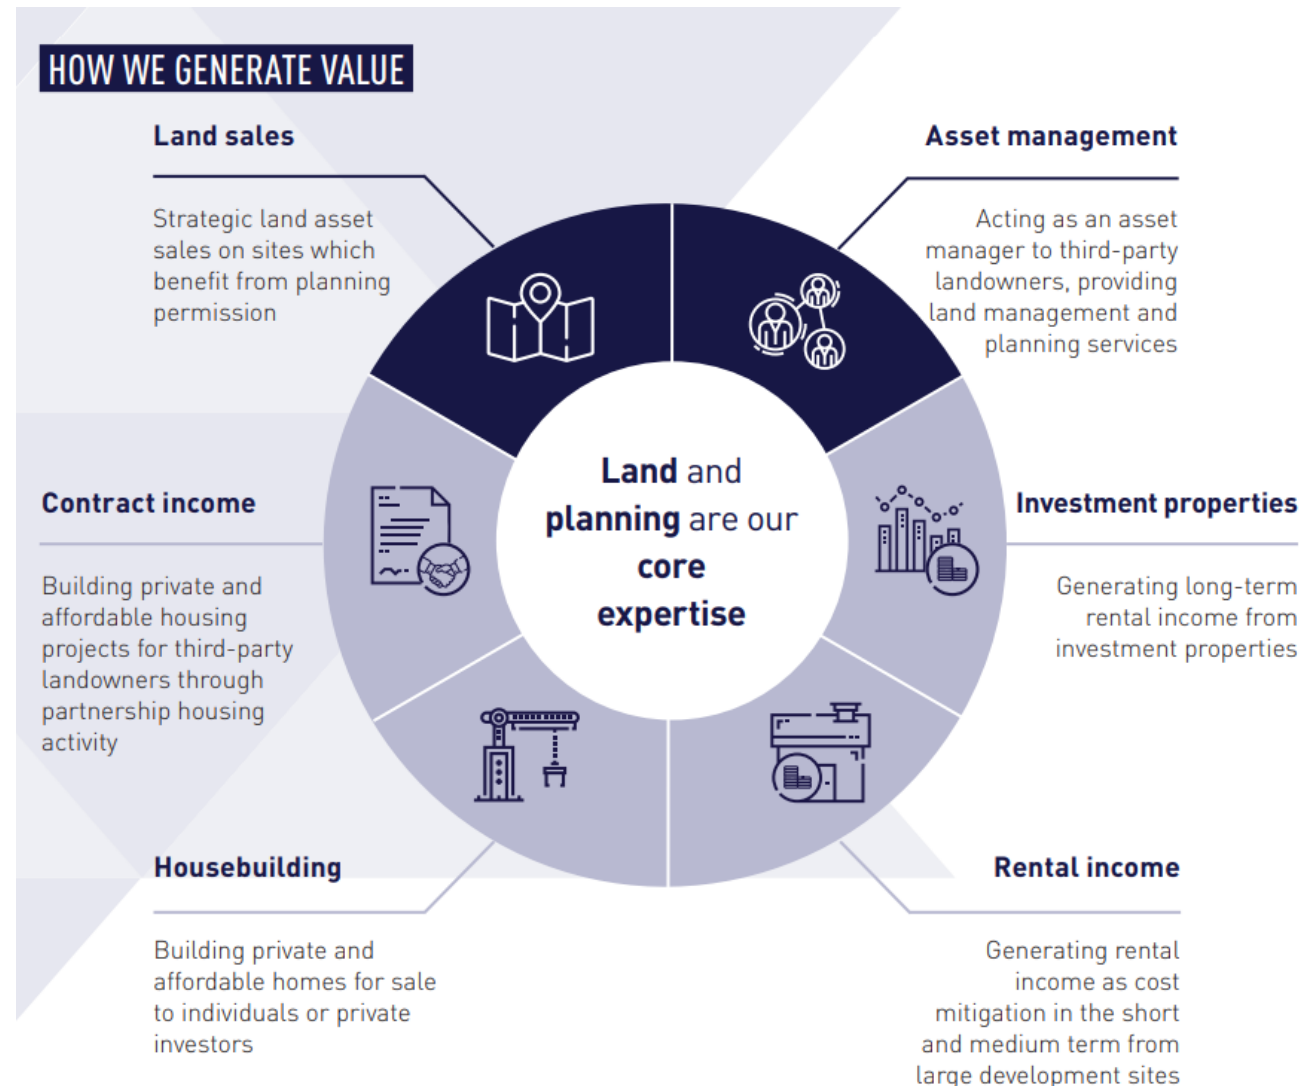 HOW WE GENERATE VALUE
Land sales
Strategic land asset
sales on sites which
benefit from planning
permission
Asset management
Acting as an asset
manager to third-party
landowners, providing
land management and
planning services
Land and
planning are our
core
expertise
Contract income
Building private and
affordable housing
projects for third-party
landowners through
partnership housing
activity
Investment properties
Generating long-term
rental income from
investment properties
Housebuilding
Building private and
affordable homes for sale
to individuals or private
investors
Rental income
Generating rental
income as cost
mitigation in the short
and medium term from
large development sites